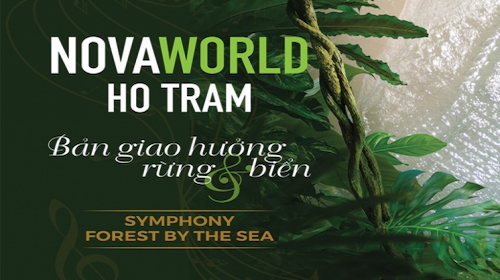 NOVAWORLD
HO TRAM
Bản giao hưởng
rừng & biển
SYMPHONY
FOREST BY THE SEA